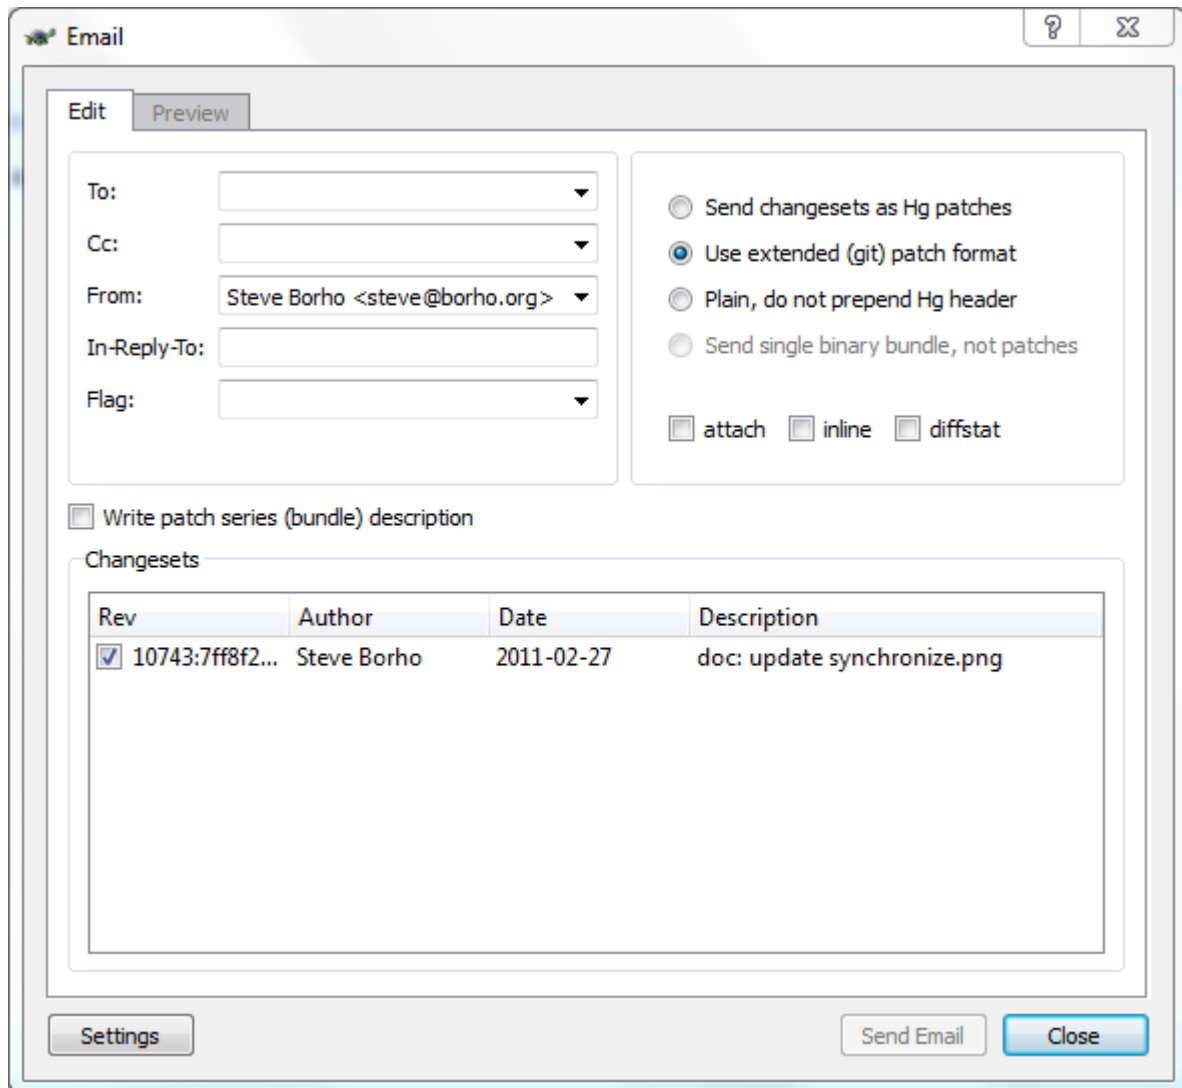 Email
Edit Preview
To:
Cc:
From: Steve Borho <steve@borho.org>
In-Reply-To:
Flag:
Send changesets as Hg patches
Use extended (git) patch format
Plain, do not prepend Hg header
Send single binary bundle, not patches
attach inline diffstat
Write patch series (bundle) description
Changesets
Rev Author Date Description
10743:7ff8f2... Steve Borho 2011-02-27 doc: update synchronize.png
Settings Send Email Close